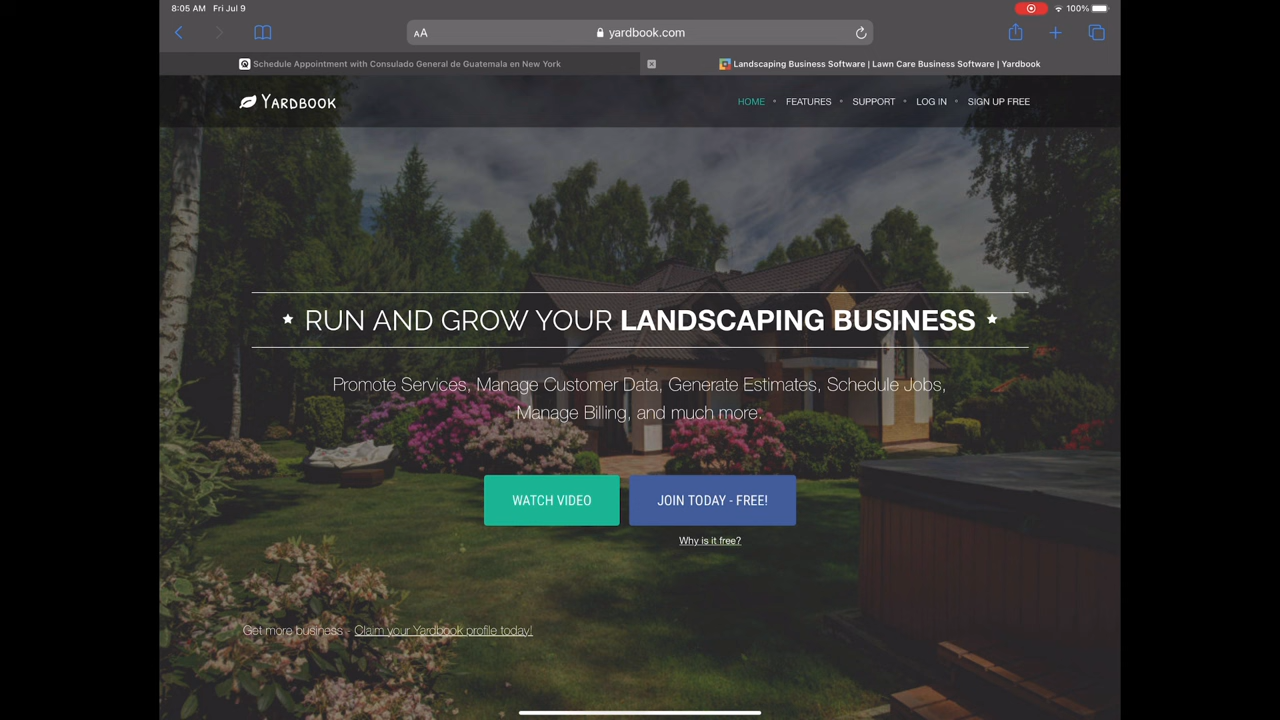 8:05 AM Fri Jul 9
100%
AA
yardbook.com
Schedule Appointment with Consulado General de Guatemala en New York
Landscaping Business Software | Lawn Care Business Software | Yardbook
YARDBOOK
HOME • FEATURES • SUPPORT • LOG IN • SIGN UP FREE
★ RUN AND GROW YOUR LANDSCAPING BUSINESS ★
Promote Services, Manage Customer Data, Generate Estimates, Schedule Jobs,
Manage Billing, and much more.
WATCH VIDEO
JOIN TODAY - FREE!
Why is it free?
Get more business - Claim your Yardbook profile today!